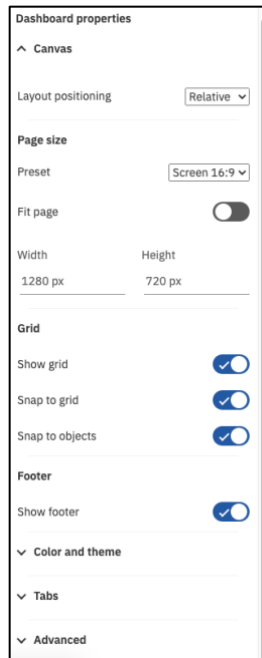 Dashboard properties
Canvas
Layout positioning Relative
Page size
Preset Screen 16:9
Fit page
Width Height
1280 px 720 px
Grid
Show grid
Snap to grid
Snap to objects
Footer
Show footer
Color and theme
Tabs
Advanced